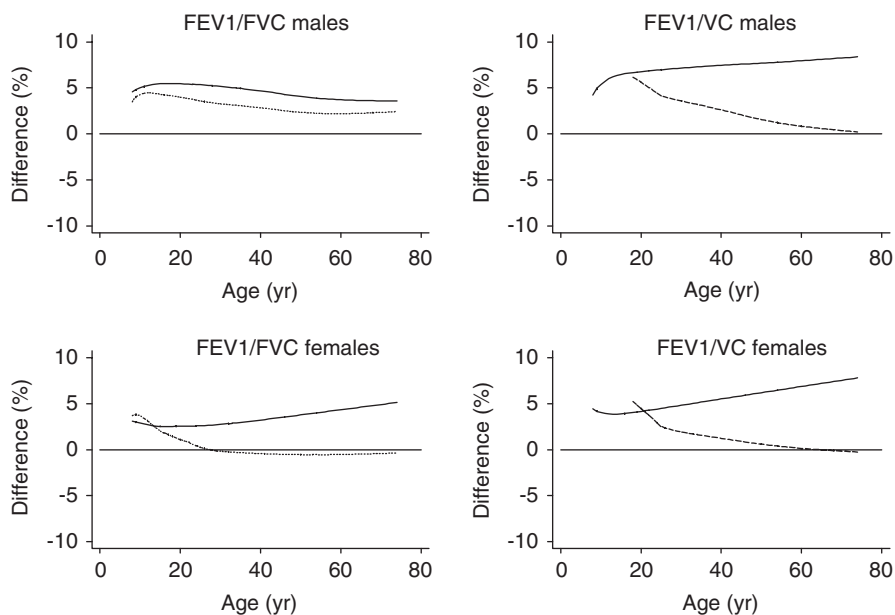 FEV1/FVC males
10
5
0
-5
-10
Difference (%)
0 20 40 60 80
Age (yr)
FEV1/VC males
10
5
0
-5
-10
Difference (%)
0 20 40 60 80
Age (yr)
FEV1/FVC females
10
5
0
-5
-10
Difference (%)
0 20 40 60 80
Age (yr)
FEV1/VC females
10
5
0
-5
-10
Difference (%)
0 20 40 60 80
Age (yr)